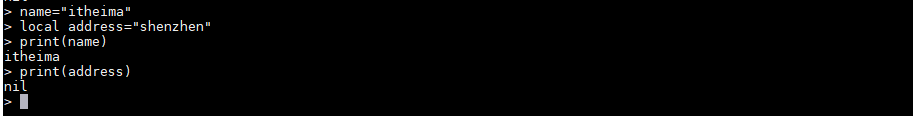 > name="itheima"
> local address="shenzhen"
> print(name)
itheima
> print(address)
nil
>